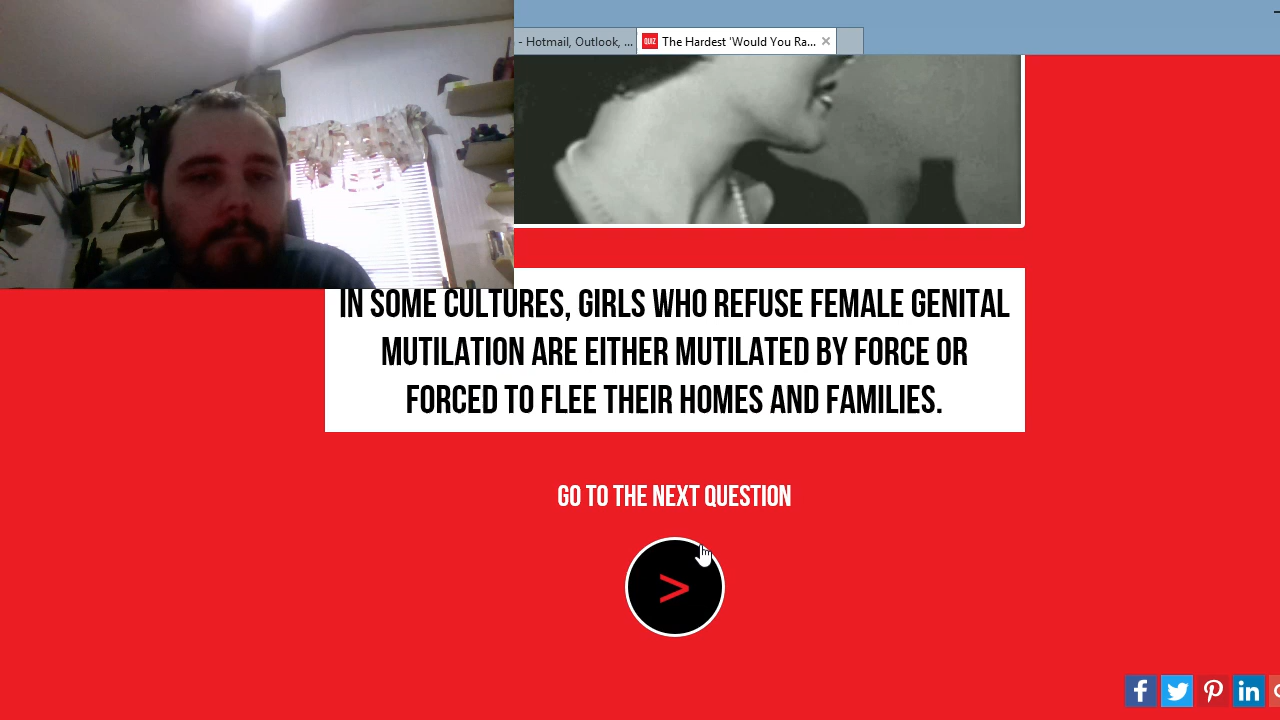 - Hotmail, Outlook, ...
QUIZ
The Hardest 'Would You Ra...
IN SOME CULTURES, GIRLS WHO REFUSE FEMALE GENITAL
MUTILATION ARE EITHER MUTILATED BY FORCE OR
FORCED TO FLEE THEIR HOMES AND FAMILIES.
GO TO THE NEXT QUESTION
>